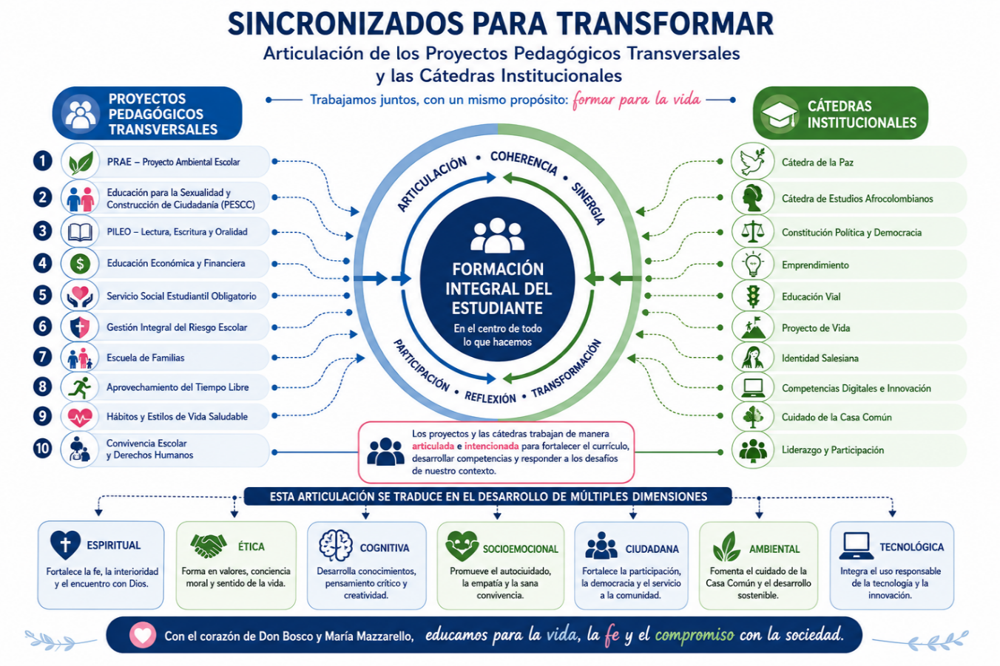 SINCRONIZADOS PARA TRANSFORMAR
Articulación de los Proyectos Pedagógicos Transversales
y las Cátedras Institucionales
Trabajamos juntos, con un mismo propósito: formar para la vida
PROYECTOS
PEDAGÓGICOS
TRANSVERSALES
1 PRAE – Proyecto Ambiental Escolar
2 Educación para la Sexualidad y
Construcción de Ciudadanía (PESCC)
3 PILEO – Lectura, Escritura y Oralidad
4 Educación Económica y Financiera
5 Servicio Social Estudiantil Obligatorio
6 Gestión Integral del Riesgo Escolar
7 Escuela de Familias
8 Aprovechamiento del Tiempo Libre
9 Hábitos y Estilos de Vida Saludable
10 Convivencia Escolar
y Derechos Humanos
ARTICULACIÓN • COHERENCIA • SINERGIA
FORMACIÓN
INTEGRAL DEL
ESTUDIANTE
En el centro de todo
lo que hacemos
PARTICIPACIÓN • REFLEXIÓN • TRANSFORMACIÓN
CÁTEDRAS
INSTITUCIONALES
Cátedra de la Paz
Cátedra de Estudios Afrocolombianos
Constitución Política y Democracia
Emprendimiento
Educación Vial
Proyecto de Vida
Identidad Salesiana
Competencias Digitales e Innovación
Cuidado de la Casa Común
Liderazgo y Participación
Los proyectos y las cátedras trabajan de manera
articulada e intencionada para fortalecer el currículo,
desarrollar competencias y responder a los desafíos
de nuestro contexto.
ESTA ARTICULACIÓN SE TRADUCE EN EL DESARROLLO DE MÚLTIPLES DIMENSIONES
ESPIRITUAL
Fortalece la fe, la interioridad
y el encuentro con Dios.
ÉTICA
Forma en valores, conciencia
moral y sentido de la vida.
COGNITIVA
Desarrolla conocimientos,
pensamiento crítico y
creatividad.
SOCIOEMOCIONAL
Promueve el autociuidado,
la empatía y la sana
convivencia.
CIUDADANA
Fortalece la participación,
la democracia y el servicio
a la comunidad.
AMBIENTAL
Fomenta el cuidado de la
Casa Común y el desarrollo
sostenible.
TECNOLÓGICA
Integra el uso responsable
de la tecnología y la
innovación.
Con el corazón de Don Bosco y María Mazzarello, educamos para la vida, la fe y el compromiso con la sociedad.